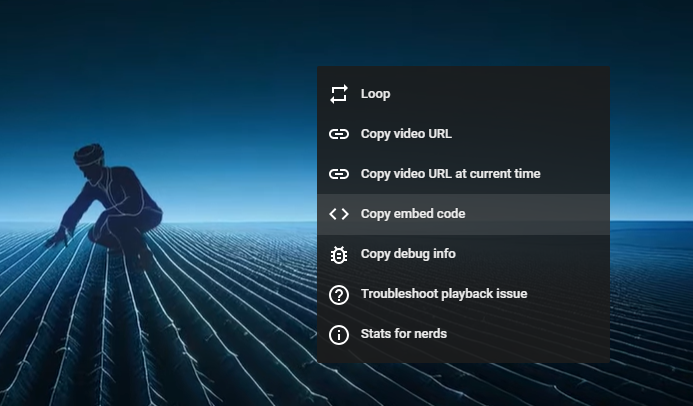 Loop
Copy video URL
Copy video URL at current time
Copy embed code
Copy debug info
Troubleshoot playback issue
Stats for nerds